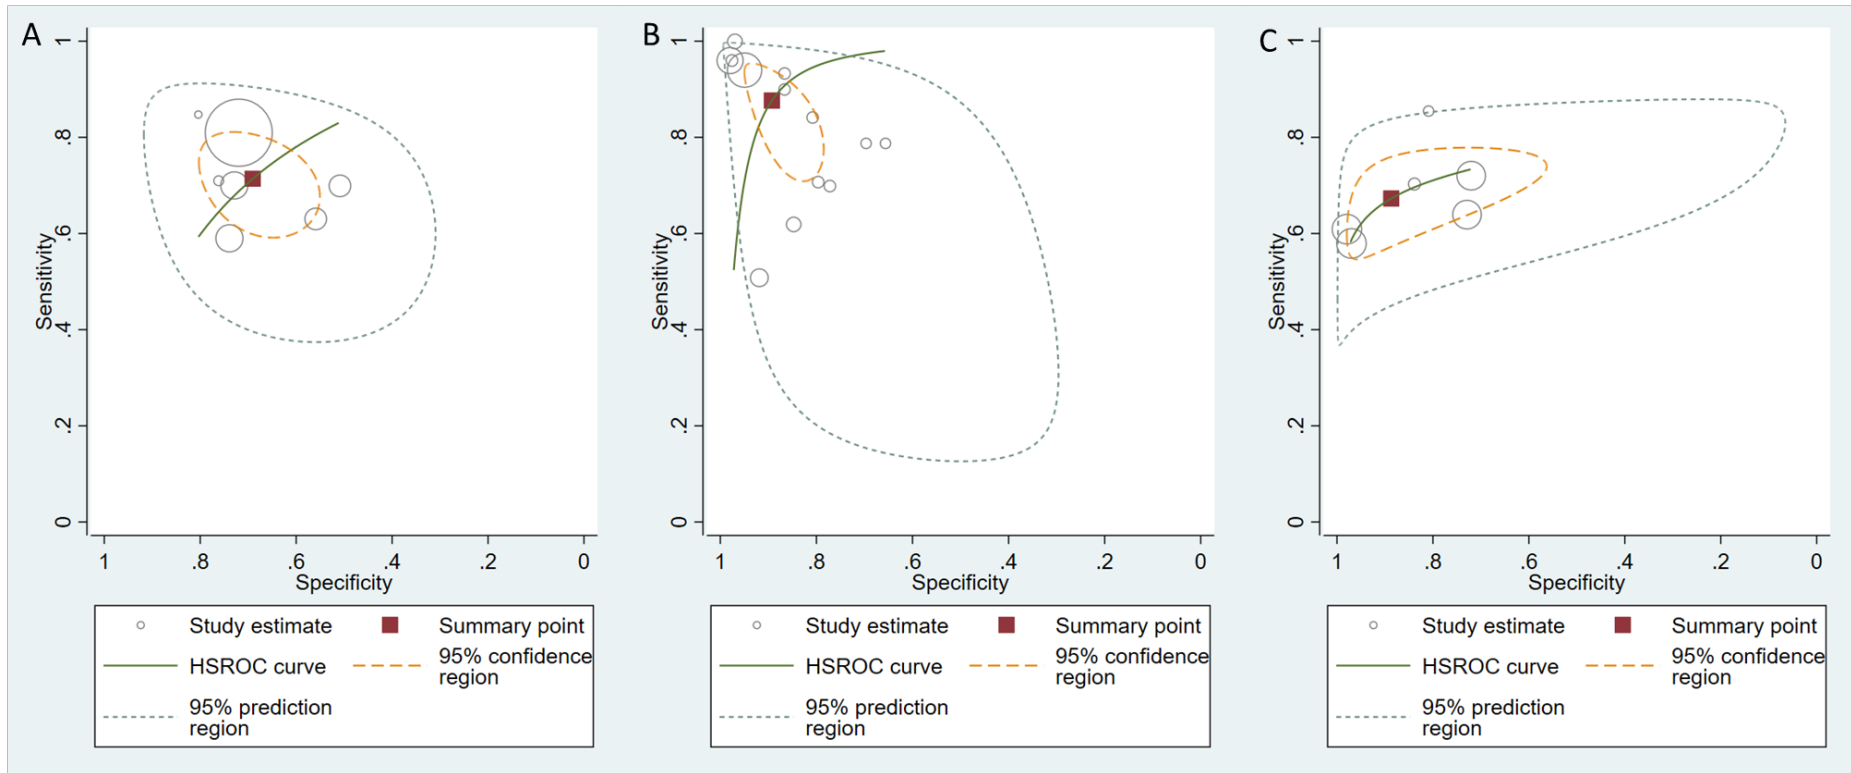 A
1
.8
.6
.4
.2
0
Sensitivity
1
.8
.6
.4
.2
0
Specificity
Study estimate
Summary point
HSROC curve
95% confidence
region
95% prediction
region
B
1
.8
.6
.4
.2
0
Sensitivity
1
.8
.6
.4
.2
0
Specificity
Study estimate
Summary point
HSROC curve
95% confidence
region
95% prediction
region
C
1
.8
.6
.4
.2
0
Sensitivity
1
.8
.6
.4
.2
0
Specificity
Study estimate
Summary point
HSROC curve
95% confidence
region
95% prediction
region